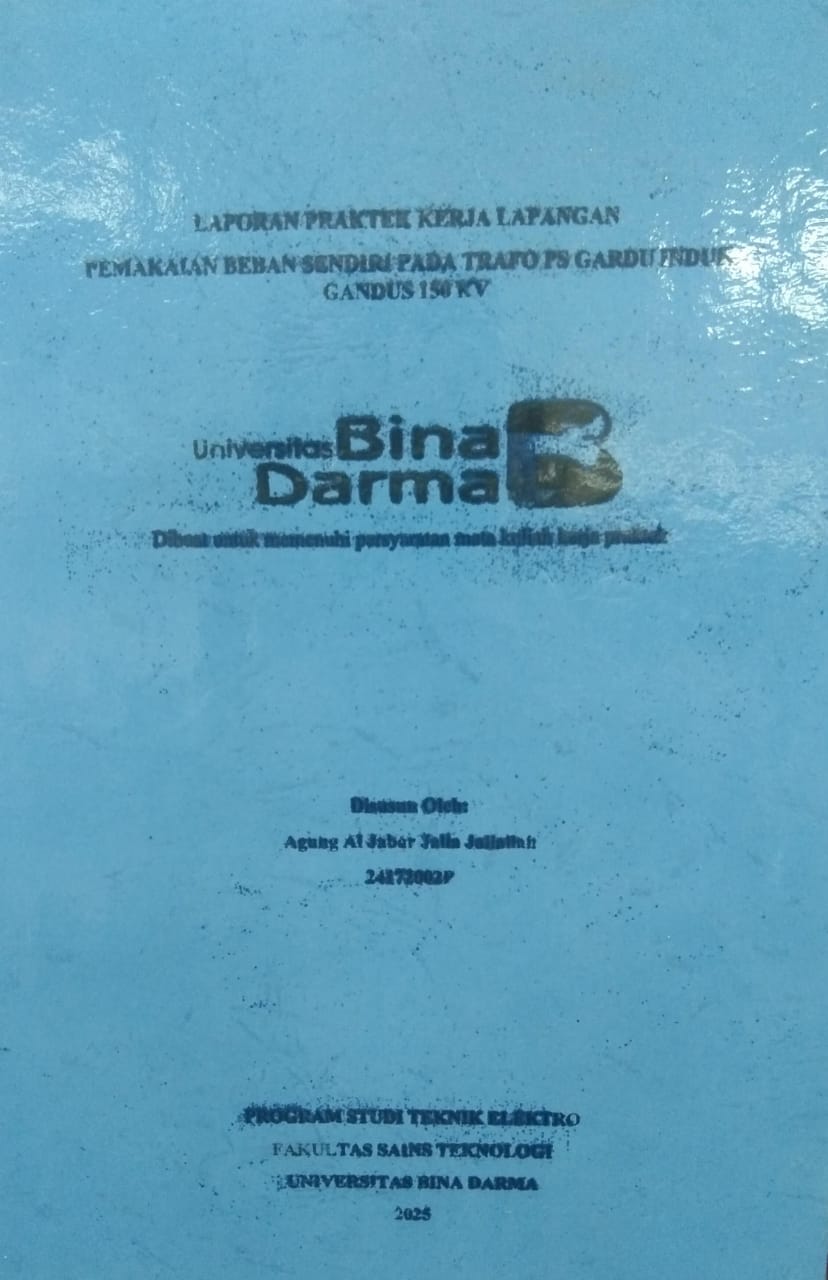 LAPORAN PRAKTEK KERJA LAPANGAN
PEMAKAIAN BEBAN SENDIRI PADA TRAFO PS GARDU INDUK
GANDUS 150 KV
Universitas Bina
Darma
Dibuat untuk memenuhi persyaratan mata kuliah kerja praktek
Disusun Oleh:
Agung Al Jabar
24172002P
PROGRAM STUDI TEKNIK ELEKTRO
FAKULTAS SAINS TEKNOLOGI
UNIVERSITAS BINA DARMA
2025